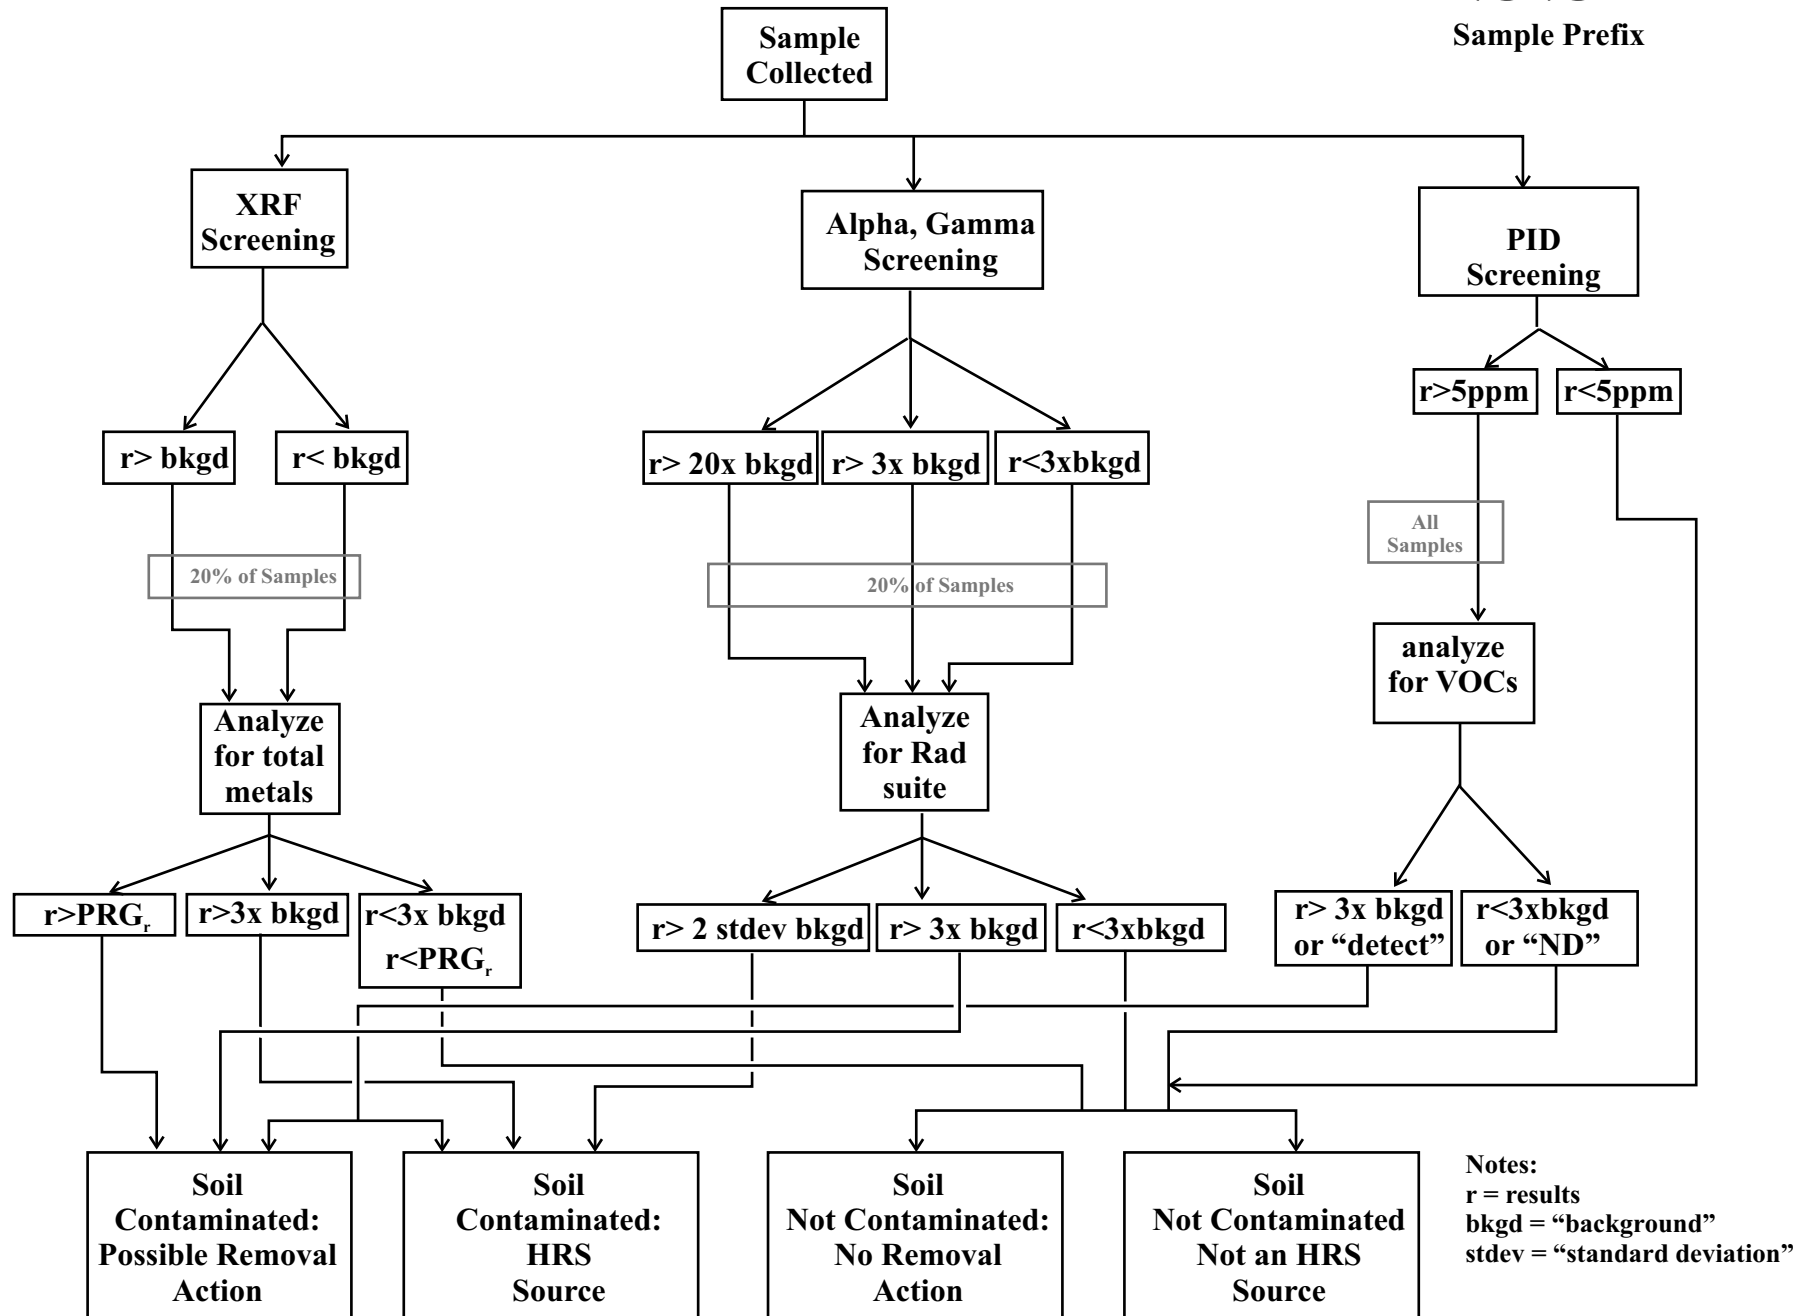 Sample Prefix
Sample
Collected
XRF
Screening
Alpha, Gamma
Screening
PID
Screening
r>5ppm
r<5ppm
r> bkgd
r< bkgd
r> 20x bkgd
r> 3x bkgd
r<3xbkgd
All
Samples
20% of Samples
20% of Samples
analyze
for VOCs
Analyze
for total
metals
Analyze
for Rad
suite
r>PRGr
r>3x bkgd
r<3x bkgd
r<PRGr
r> 2 stdev bkgd
r> 3x bkgd
r<3xbkgd
r> 3x bkgd
or “detect”
r<3xbkgd
or “ND”
Soil
Contaminated:
Possible Removal
Action
Soil
Contaminated:
HRS
Source
Soil
Not Contaminated:
No Removal
Action
Soil
Not Contaminated
Not an HRS
Source
Notes:
r = results
bkgd = “background”
stdev = “standard deviation”